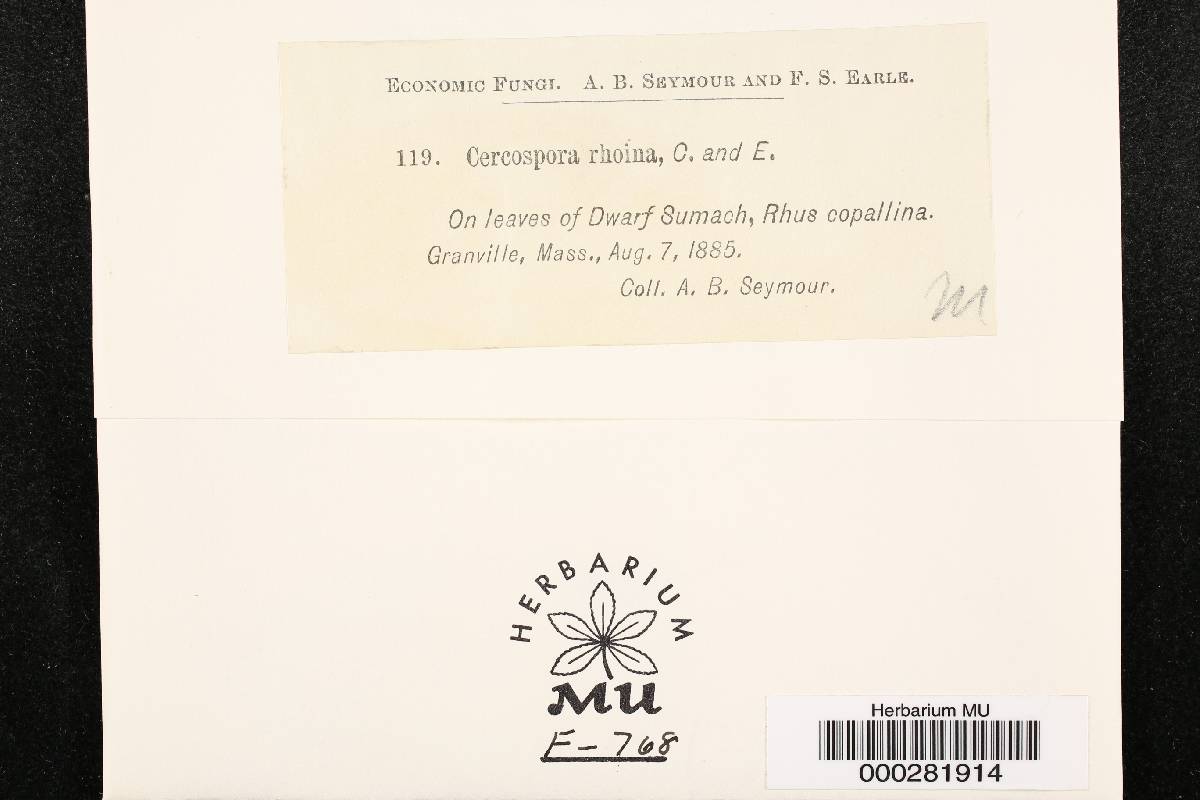 ECONOMIC FUNGI. A. B. SEYMOUR AND F. S. EARLE.
119. Cercospora rhoina, C. and E.
On leaves of Dwarf Sumach, Rhus copallina.
Granville, Mass., Aug. 7, 1885.
Coll. A. B. Seymour.
M
HERBARIUM
MU
F-768
Herbarium MU
000281914